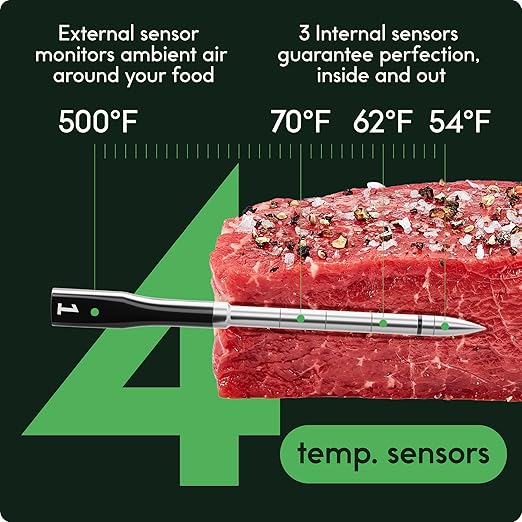 External sensor
monitors ambient air
around your food
3 Internal sensors
guarantee perfection,
inside and out
500°F
70°F
62°F
54°F
4
1
temp. sensors